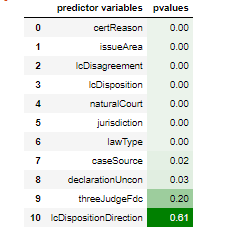 predictor variables pvalues
0 certReason 0.00
1 issueArea 0.00
2 lcDisagreement 0.00
3 lcDisposition 0.00
4 naturalCourt 0.00
5 jurisdiction 0.00
6 lawType 0.00
7 caseSource 0.02
8 declarationUncon 0.03
9 threeJudgeFdc 0.20
10 lcDispositionDirection 0.61